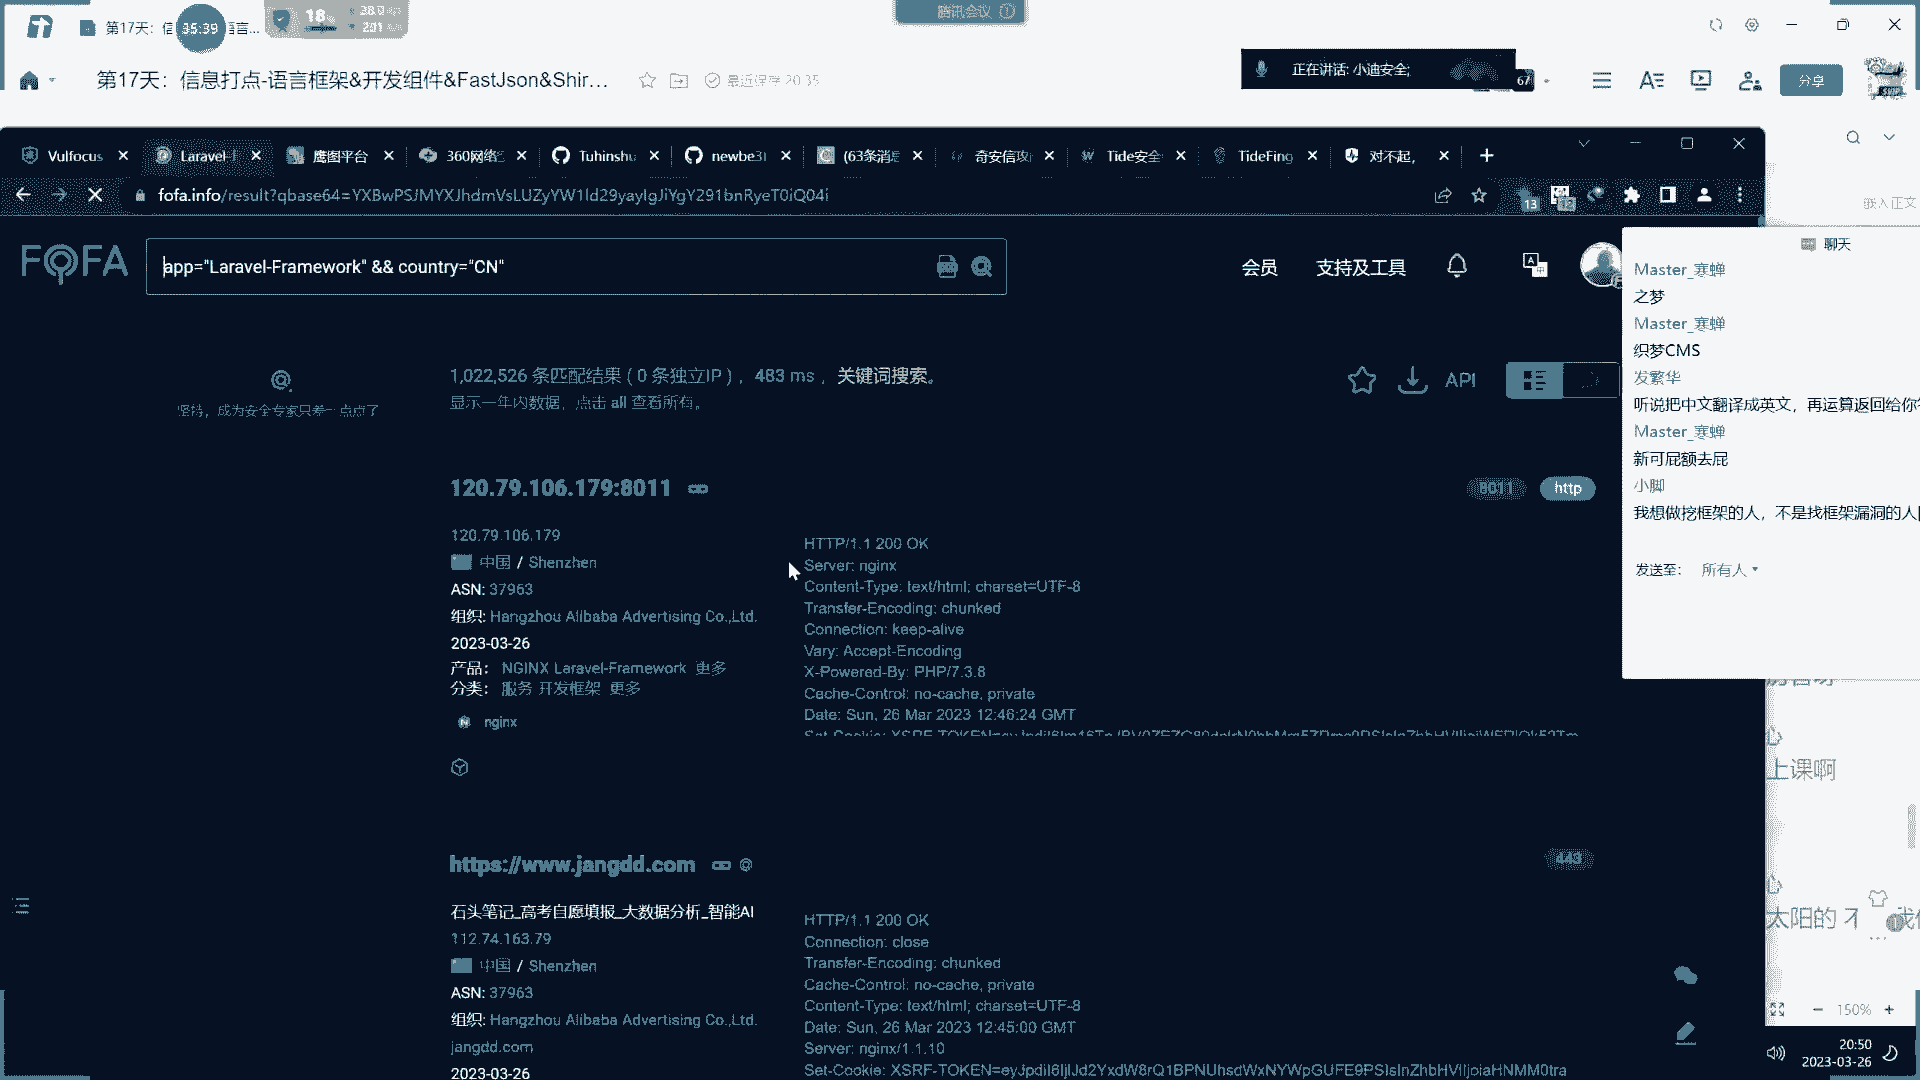 第17天：信
35:39
言...
18%
腾讯会议
第17天：信息打点-语言框架&开发组件&FastJson&Shir...
最近保存 20:35
正在讲话: 小迪安全;
67
分享
Vulfocus
Laravel-
鹰图平台
360网络
Tuhinshu
newbe3
(63条消息
奇安信攻
Tide安全
TideFing
对不起，
fofa.info/result?qbase64=YXBwPSJMYXJhdmVsLUZyYW1ld29yayIgJiYgY291bnRyeT0iQ04i
13
12
嵌入正文
FOFA
app="Laravel-Framework" && country="CN"
会员
支持及工具
聊天
Master_寒蝉
之梦
Master_寒蝉
织梦CMS
发繁华
听说把中文翻译成英文，再运算返回给你
Master_寒蝉
新可屁额去屁
小脚
我想做挖框架的人，不是找框架漏洞的人
发送至： 所有人
坚持，成为安全专家只差一点点了
1,022,526 条匹配结果 ( 0 条独立IP ) ，483 ms ，关键词搜索。
显示一年内数据，点击 all 查看所有。
API
120.79.106.179:8011
8011
http
120.79.106.179
中国 / Shenzhen
ASN: 37963
组织: Hangzhou Alibaba Advertising Co.,Ltd.
2023-03-26
产品： NGINX Laravel-Framework 更多
分类： 服务 开发框架 更多
nginx
HTTP/1.1 200 OK
Server: nginx
Content-Type: text/html; charset=UTF-8
Transfer-Encoding: chunked
Connection: keep-alive
Vary: Accept-Encoding
X-Powered-By: PHP/7.3.8
Cache-Control: no-cache, private
Date: Sun, 26 Mar 2023 12:46:24 GMT
https://www.jangdd.com
443
石头笔记_高考自愿填报_大数据分析_智能AI
112.74.163.79
中国 / Shenzhen
ASN: 37963
组织: Hangzhou Alibaba Advertising Co.,Ltd.
jangdd.com
2023-03-26
HTTP/1.1 200 OK
Connection: close
Transfer-Encoding: chunked
Cache-Control: no-cache, private
Content-Type: text/html; charset=UTF-8
Date: Sun, 26 Mar 2023 12:45:00 GMT
Server: nginx/1.1.10
心
上课啊
心
太阳的
150%
20:50
2023-03-26